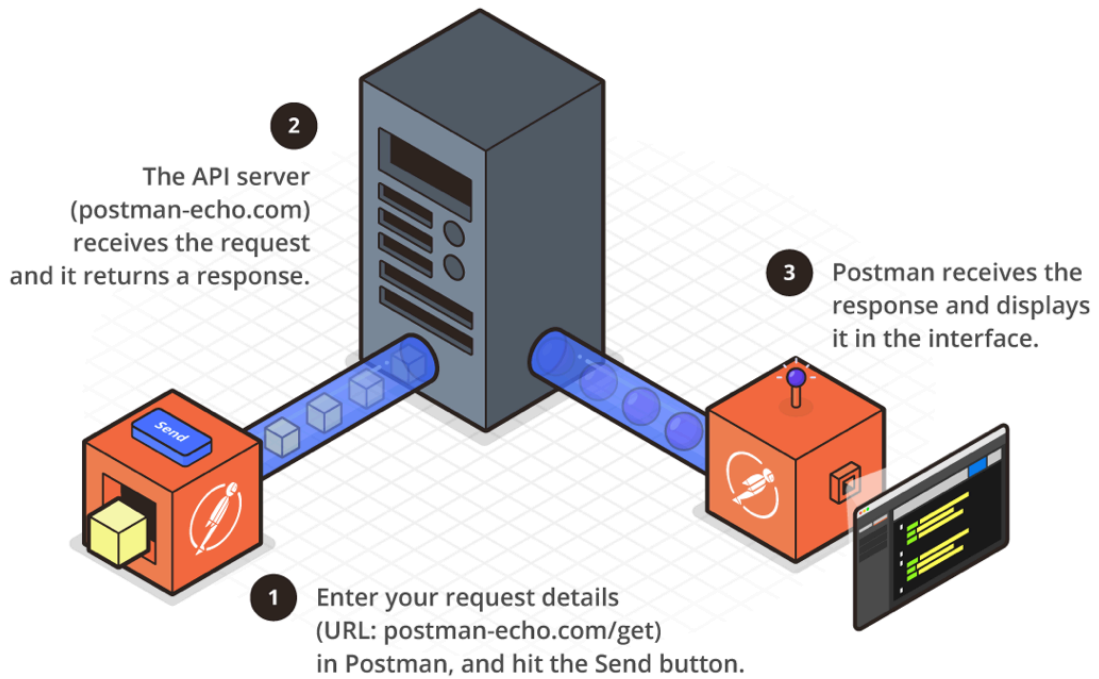 2
The API server
(postman-echo.com)
receives the request
and it returns a response.
3
Postman receives the
response and displays
it in the interface.
Send
1
Enter your request details
(URL: postman-echo.com/get)
in Postman, and hit the Send button.